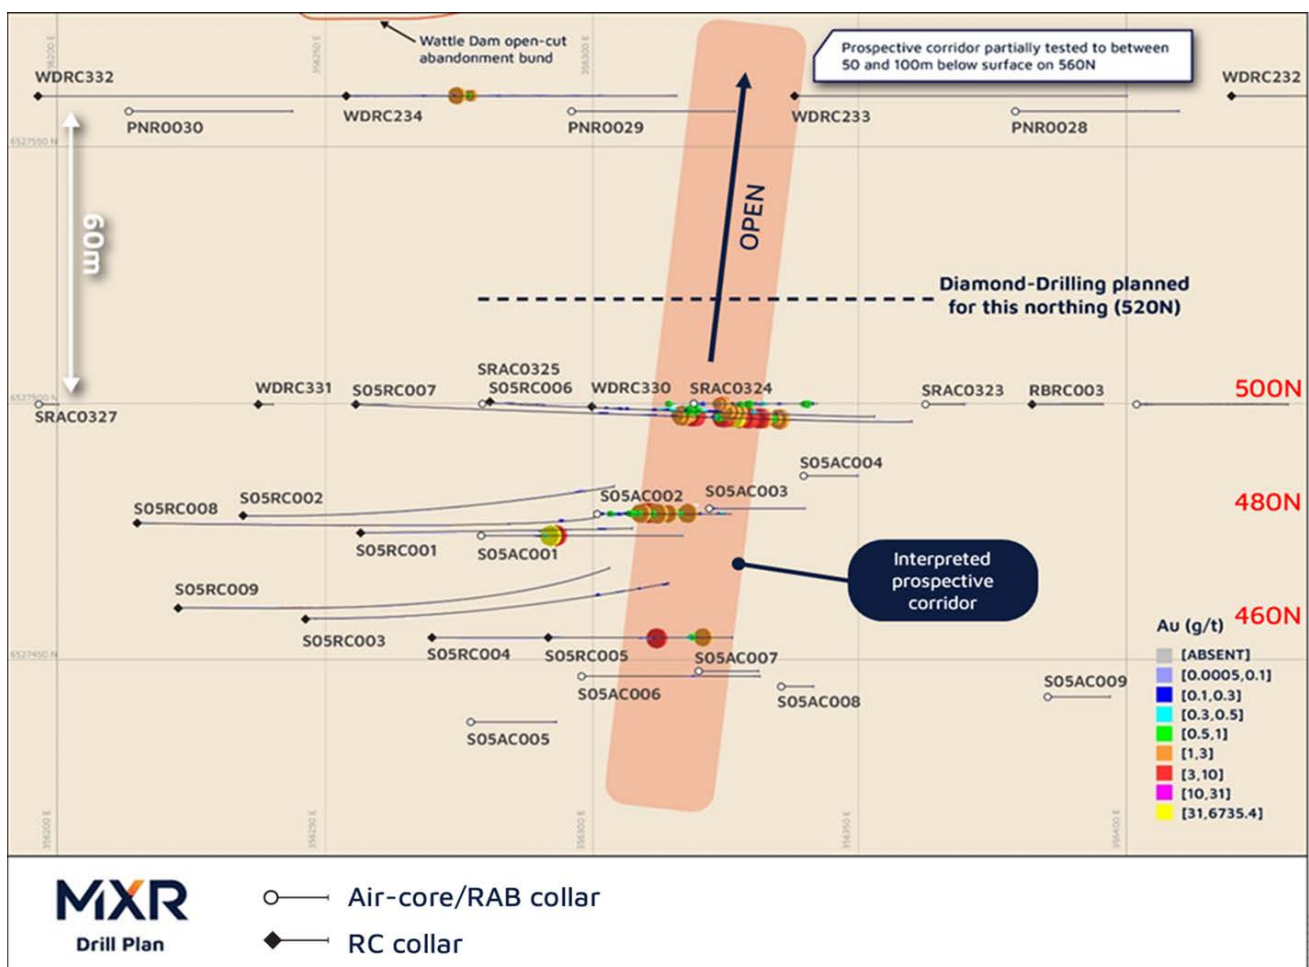 Wattle Dam open-cut
abandonment bund
Prospective corridor partially tested to between
50 and 100m below surface on 560N
WDRC332
WDRC234
WDRC233
WDRC232
PNR0030
PNR0029
PNR0028
6527550 N
60m
OPEN
Diamond-Drilling planned
for this northing (520N)
SRAC0327
WDRC331
S05RC007
SRAC0325
S05RC006
WDRC330
SRAC0324
SRAC0323
RBRC003
500N
6527500 N
S05AC004
S05RC008
S05RC002
S05AC002
S05AC003
480N
S05RC001
S05AC001
Interpreted
prospective
corridor
S05RC009
S05RC003
S05RC004
S05RC005
S05AC007
460N
6527450 N
S05AC006
S05AC008
S05AC009
S05AC005
Au (g/t)
[ABSENT]
[0.0005,0.1]
[0.1,0.3]
[0.3,0.5]
[0.5,1]
[1,3]
[3,10]
[10,31]
[31,6735.4]
MXR
Drill Plan
Air-core/RAB collar
RC collar